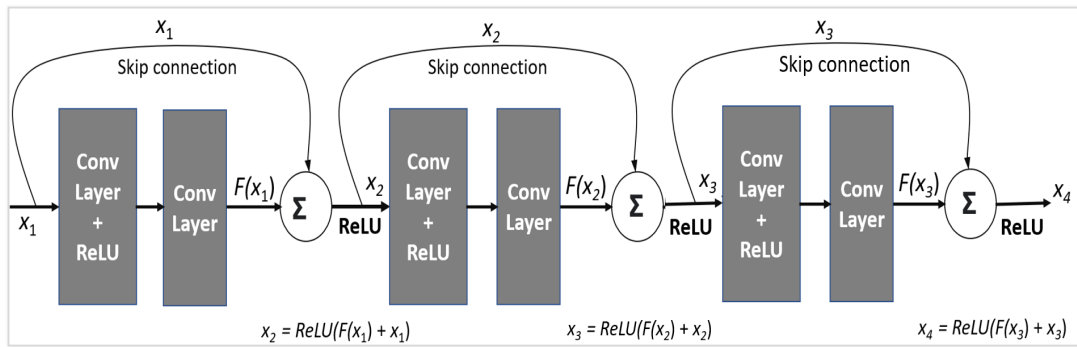 x₁
Skip connection
x₂
Skip connection
x₃
Skip connection
x₁
Conv
Layer
+
ReLU
Conv
Layer
F(x₁)
Σ
x₂
ReLU
Conv
Layer
+
ReLU
Conv
Layer
F(x₂)
Σ
x₃
ReLU
Conv
Layer
+
ReLU
Conv
Layer
F(x₃)
Σ
ReLU
x₄
x₂ = ReLU(F(x₁) + x₁)
x₃ = ReLU(F(x₂) + x₂)
x₄ = ReLU(F(x₃) + x₃)